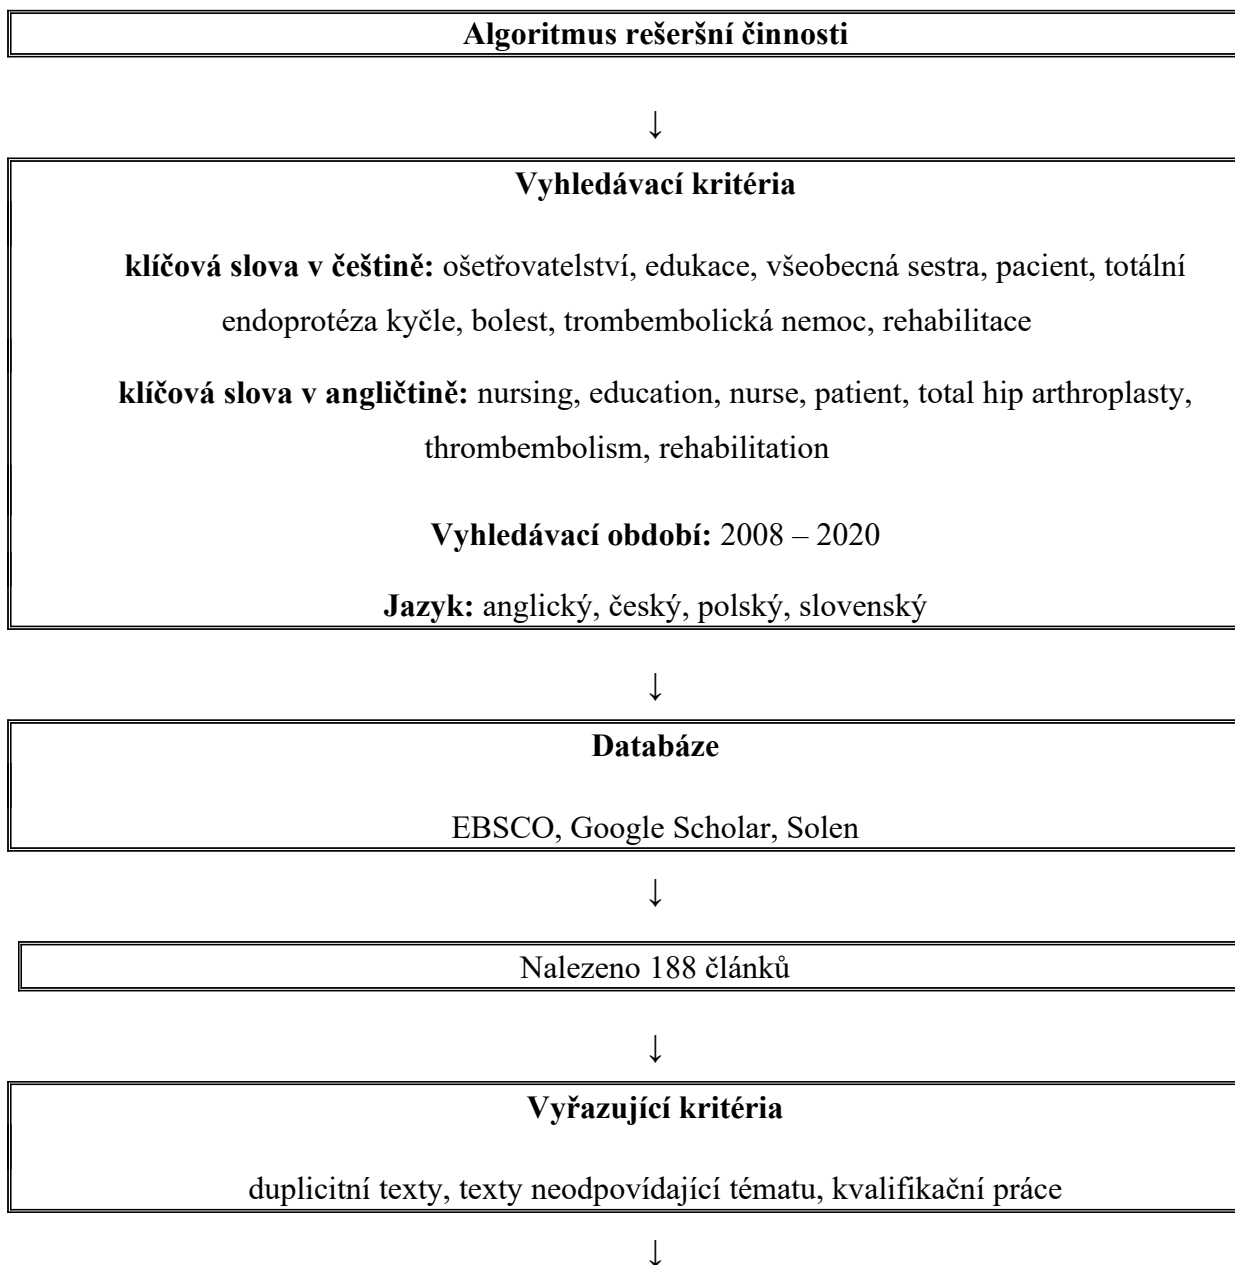 Algoritmus rešeršní činnosti
↓
Vyhledávací kritéria
klíčová slova v češtině: ošetřovatelství, edukace, všeobecná sestra, pacient, totální
endoprotéza kyčle, bolest, trombembolická nemoc, rehabilitace
klíčová slova v angličtině: nursing, education, nurse, patient, total hip arthroplasty,
thrombembolism, rehabilitation
Vyhledávací období: 2008 – 2020
Jazyk: anglický, český, polský, slovenský
↓
Databáze
EBSCO, Google Scholar, Solen
↓
Nalezeno 188 článků
↓
Vyřazující kritéria
duplicitní texty, texty neodpovídající tématu, kvalifikační práce
↓